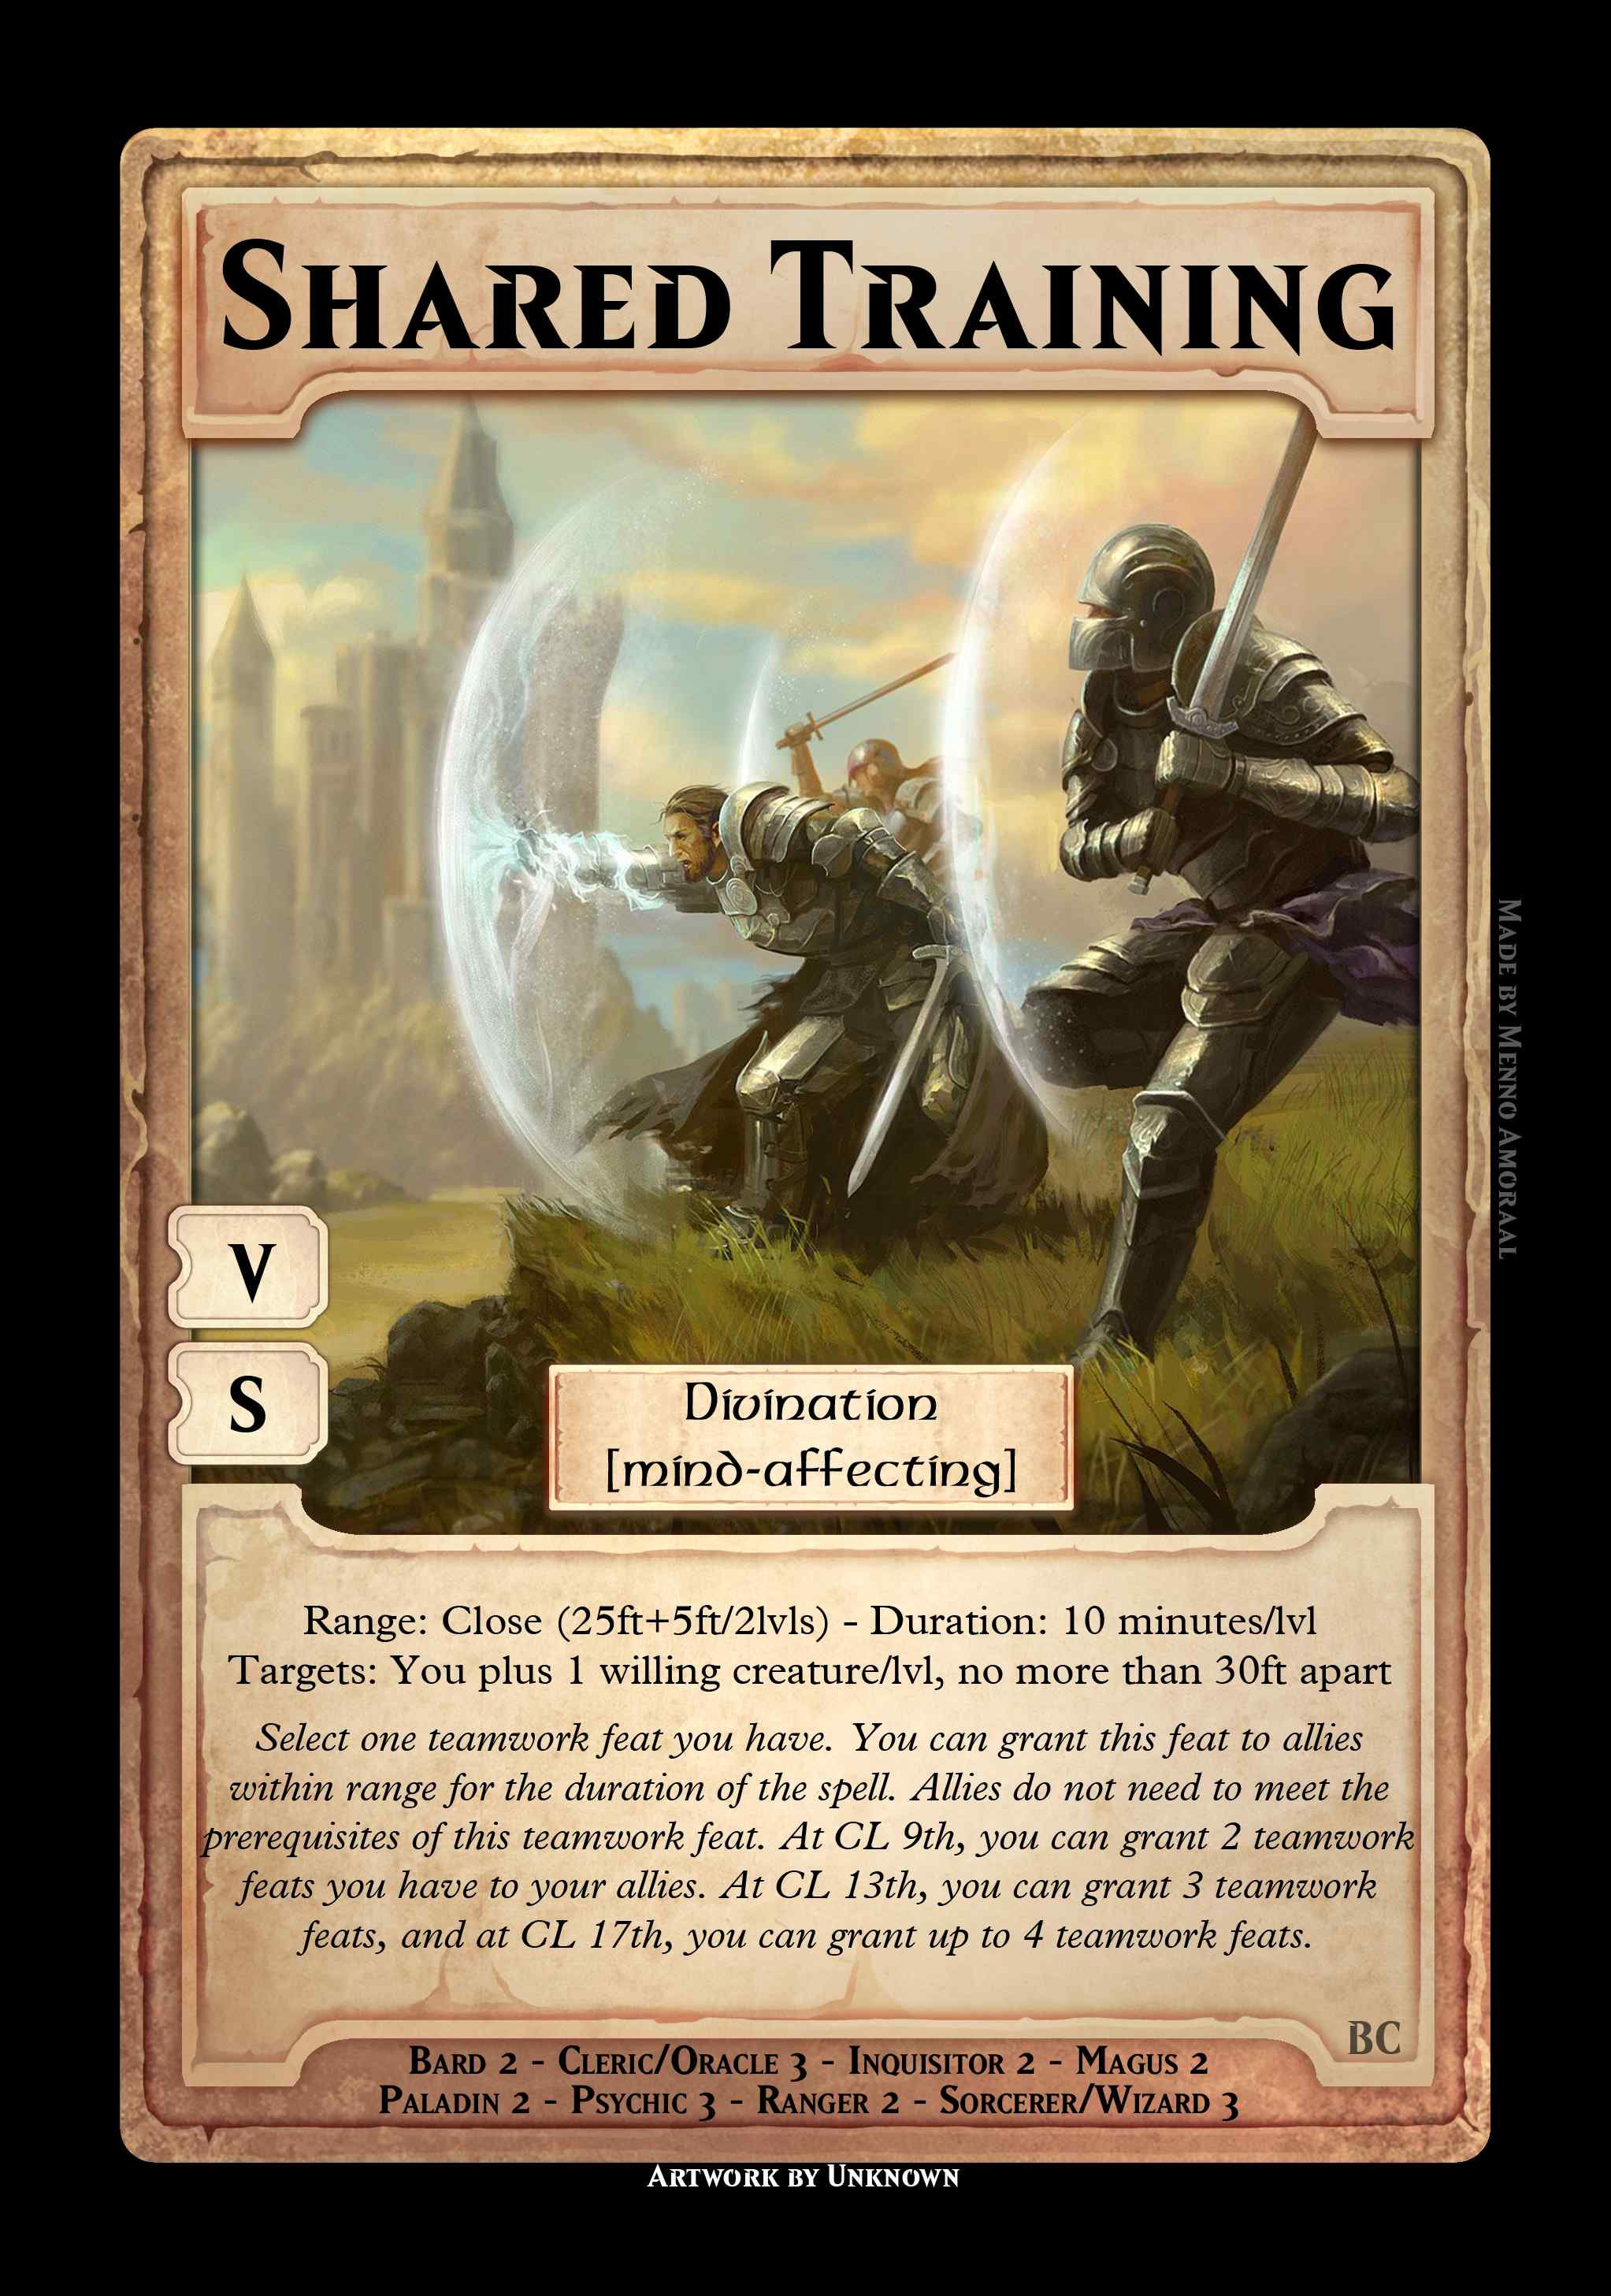 Shared Training
V
S
Divination
[mind-affecting]
Range: Close (25ft+5ft/2lvls) - Duration: 10 minutes/lvl
Targets: You plus 1 willing creature/lvl, no more than 30ft apart
Select one teamwork feat you have. You can grant this feat to allies
within range for the duration of the spell. Allies do not need to meet the
prerequisites of this teamwork feat. At CL 9th, you can grant 2 teamwork
feats you have to your allies. At CL 13th, you can grant 3 teamwork
feats, and at CL 17th, you can grant up to 4 teamwork feats.
BC
Bard 2 - Cleric/Oracle 3 - Inquisitor 2 - Magus 2
Paladin 2 - Psychic 3 - Ranger 2 - Sorcerer/Wizard 3
Artwork by Unknown
Made by Menno Amoraal